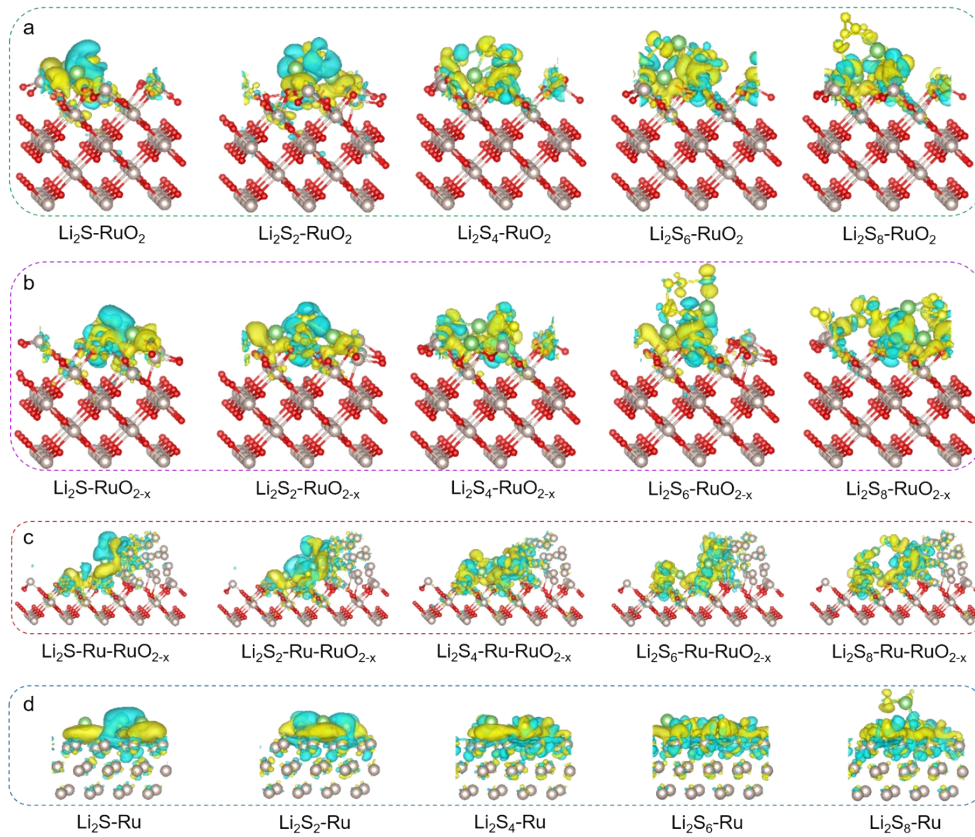 a
Li₂S-RuO₂ Li₂S₂-RuO₂ Li₂S₄-RuO₂ Li₂S₆-RuO₂ Li₂S₈-RuO₂
b
Li₂S-RuO₂₋ₓ Li₂S₂-RuO₂₋ₓ Li₂S₄-RuO₂₋ₓ Li₂S₆-RuO₂₋ₓ Li₂S₈-RuO₂₋ₓ
c
Li₂S-Ru-RuO₂₋ₓ Li₂S₂-Ru-RuO₂₋ₓ Li₂S₄-Ru-RuO₂₋ₓ Li₂S₆-Ru-RuO₂₋ₓ Li₂S₈-Ru-RuO₂₋ₓ
d
Li₂S-Ru Li₂S₂-Ru Li₂S₄-Ru Li₂S₆-Ru Li₂S₈-Ru